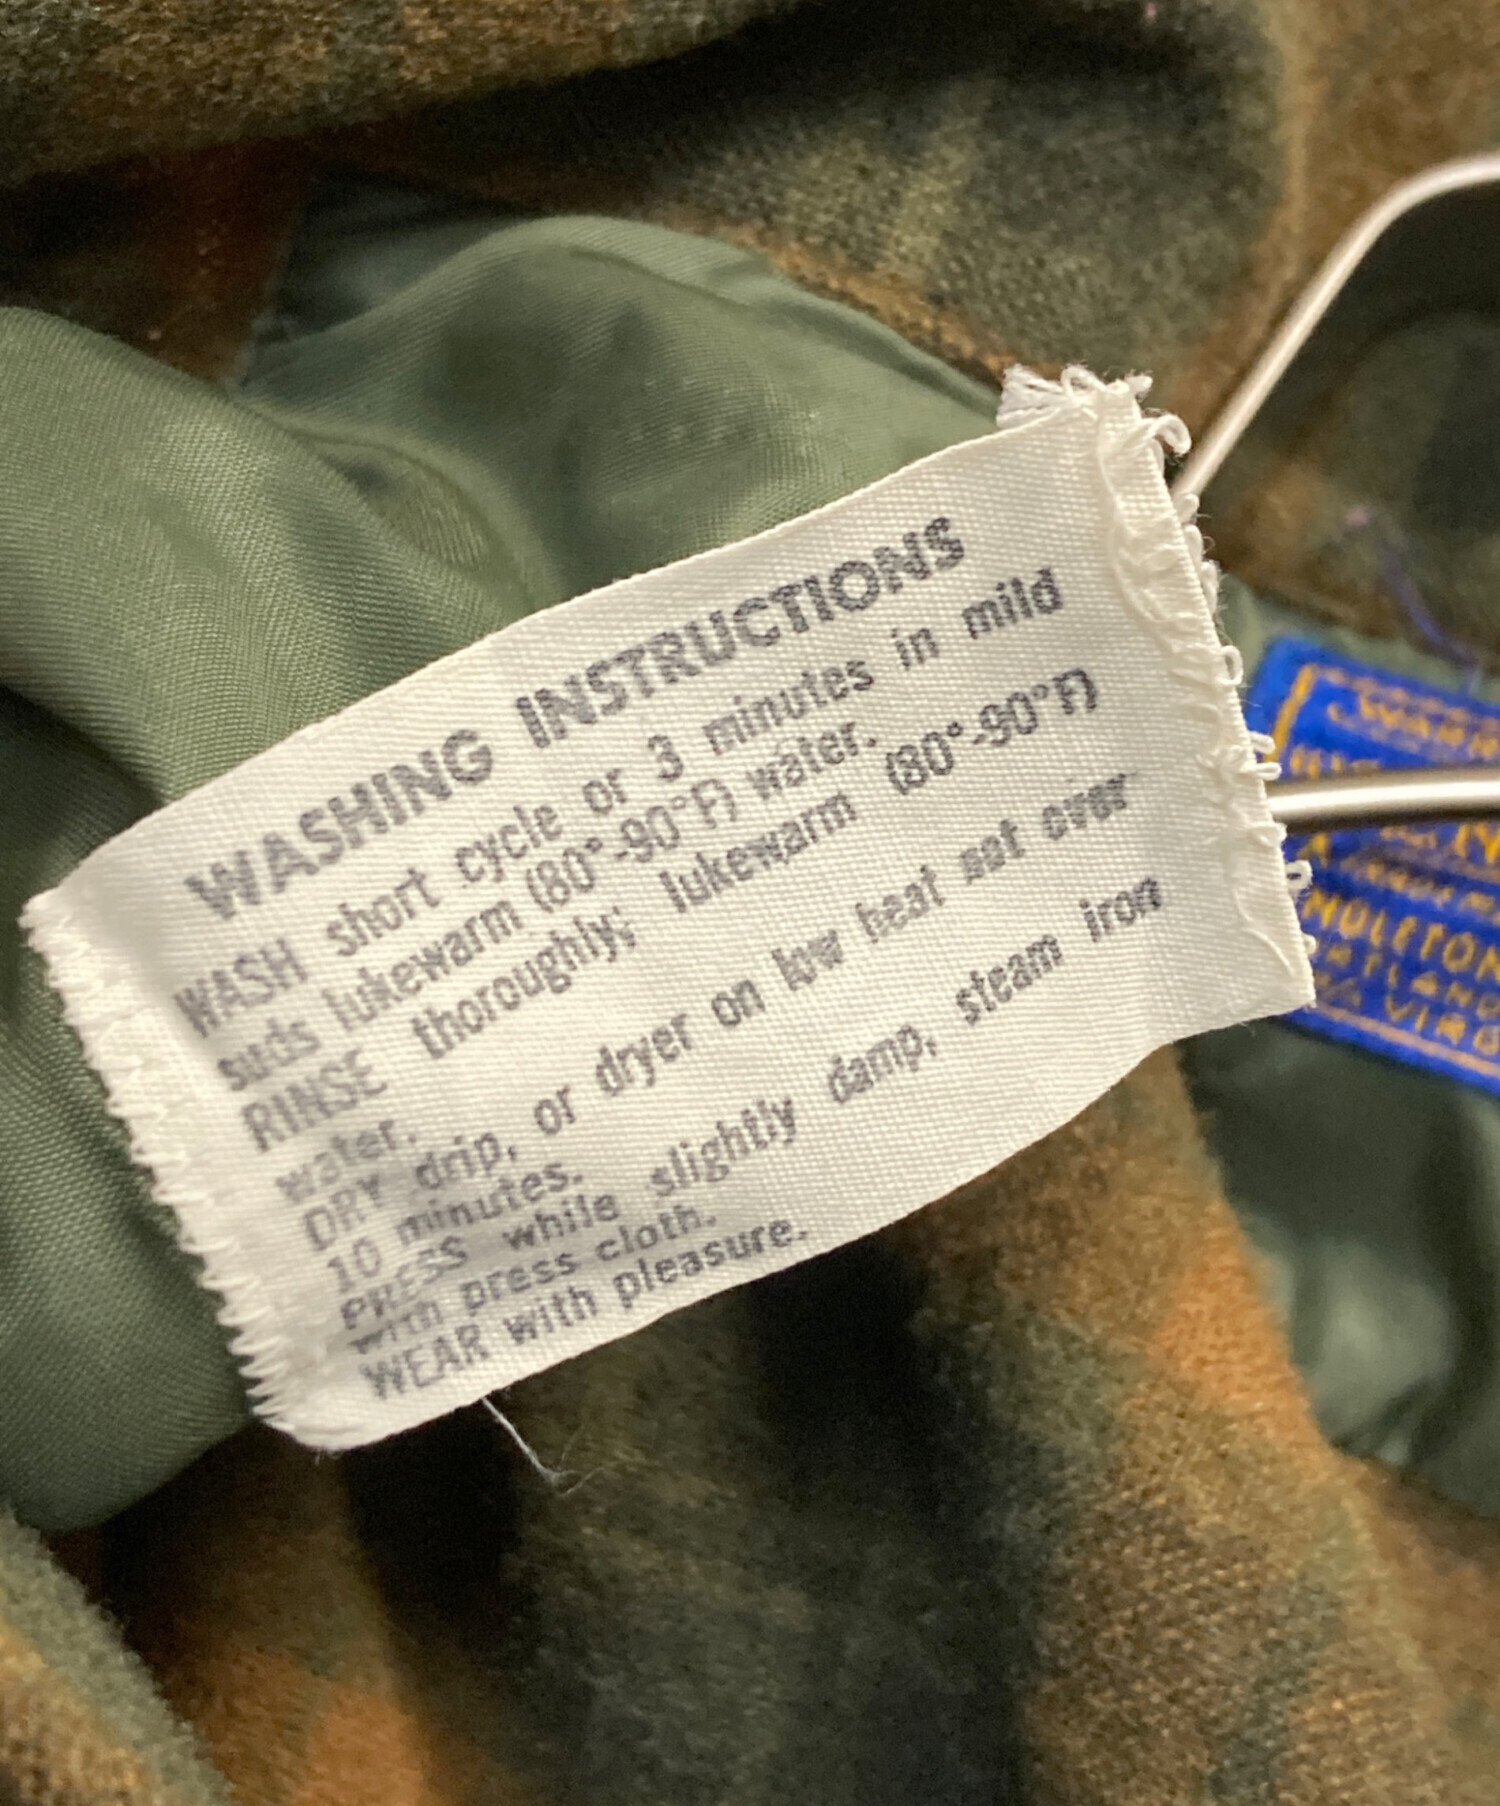 WASHING INSTRUCTIONS
WASH short cycle or 3 minutes in mild
suds lukewarm (80°-90°F) water.
RINSE thoroughly; lukewarm (80°-90°F)
water.
DRY drip, or dryer on low heat not over
10 minutes.
PRESS while slightly damp, steam iron
with press cloth.
WEAR with pleasure.